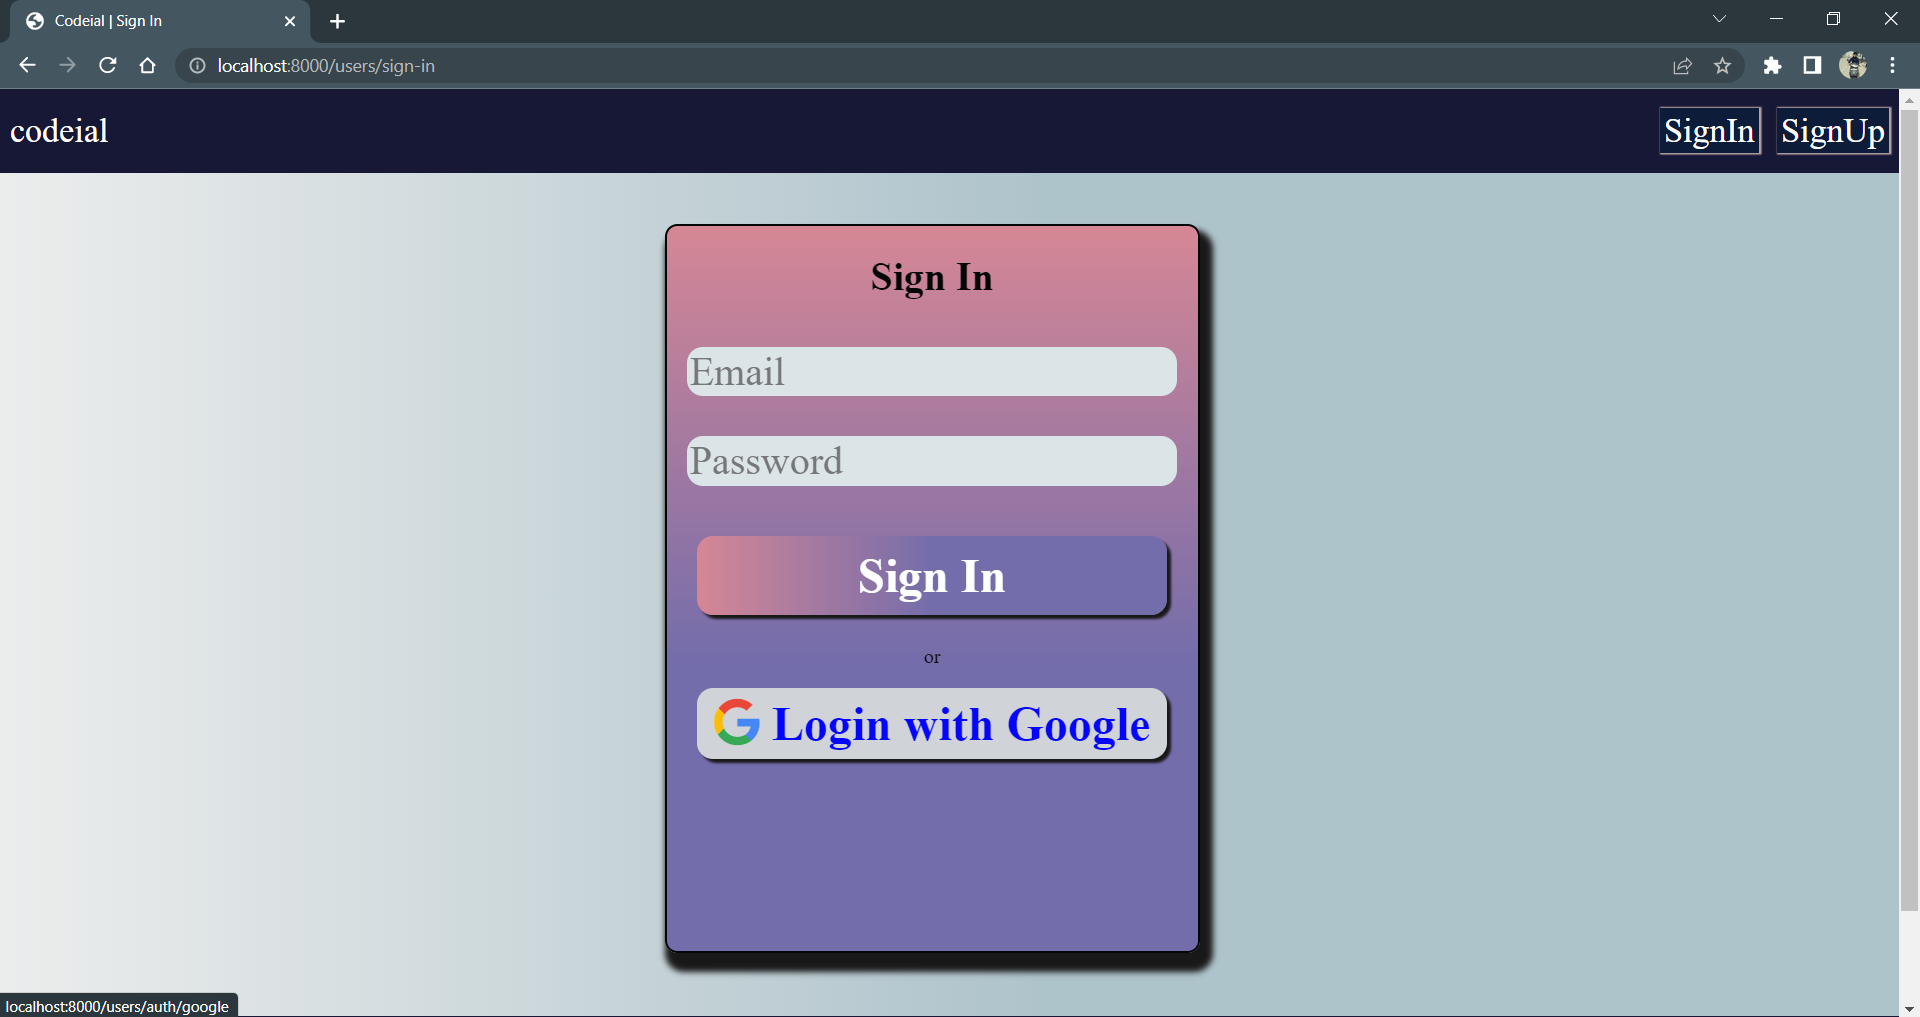 Codeial | Sign In
localhost:8000/users/sign-in
codeial
SignIn SignUp
Sign In
Email
Password
Sign In
or
Login with Google
localhost:8000/users/auth/google